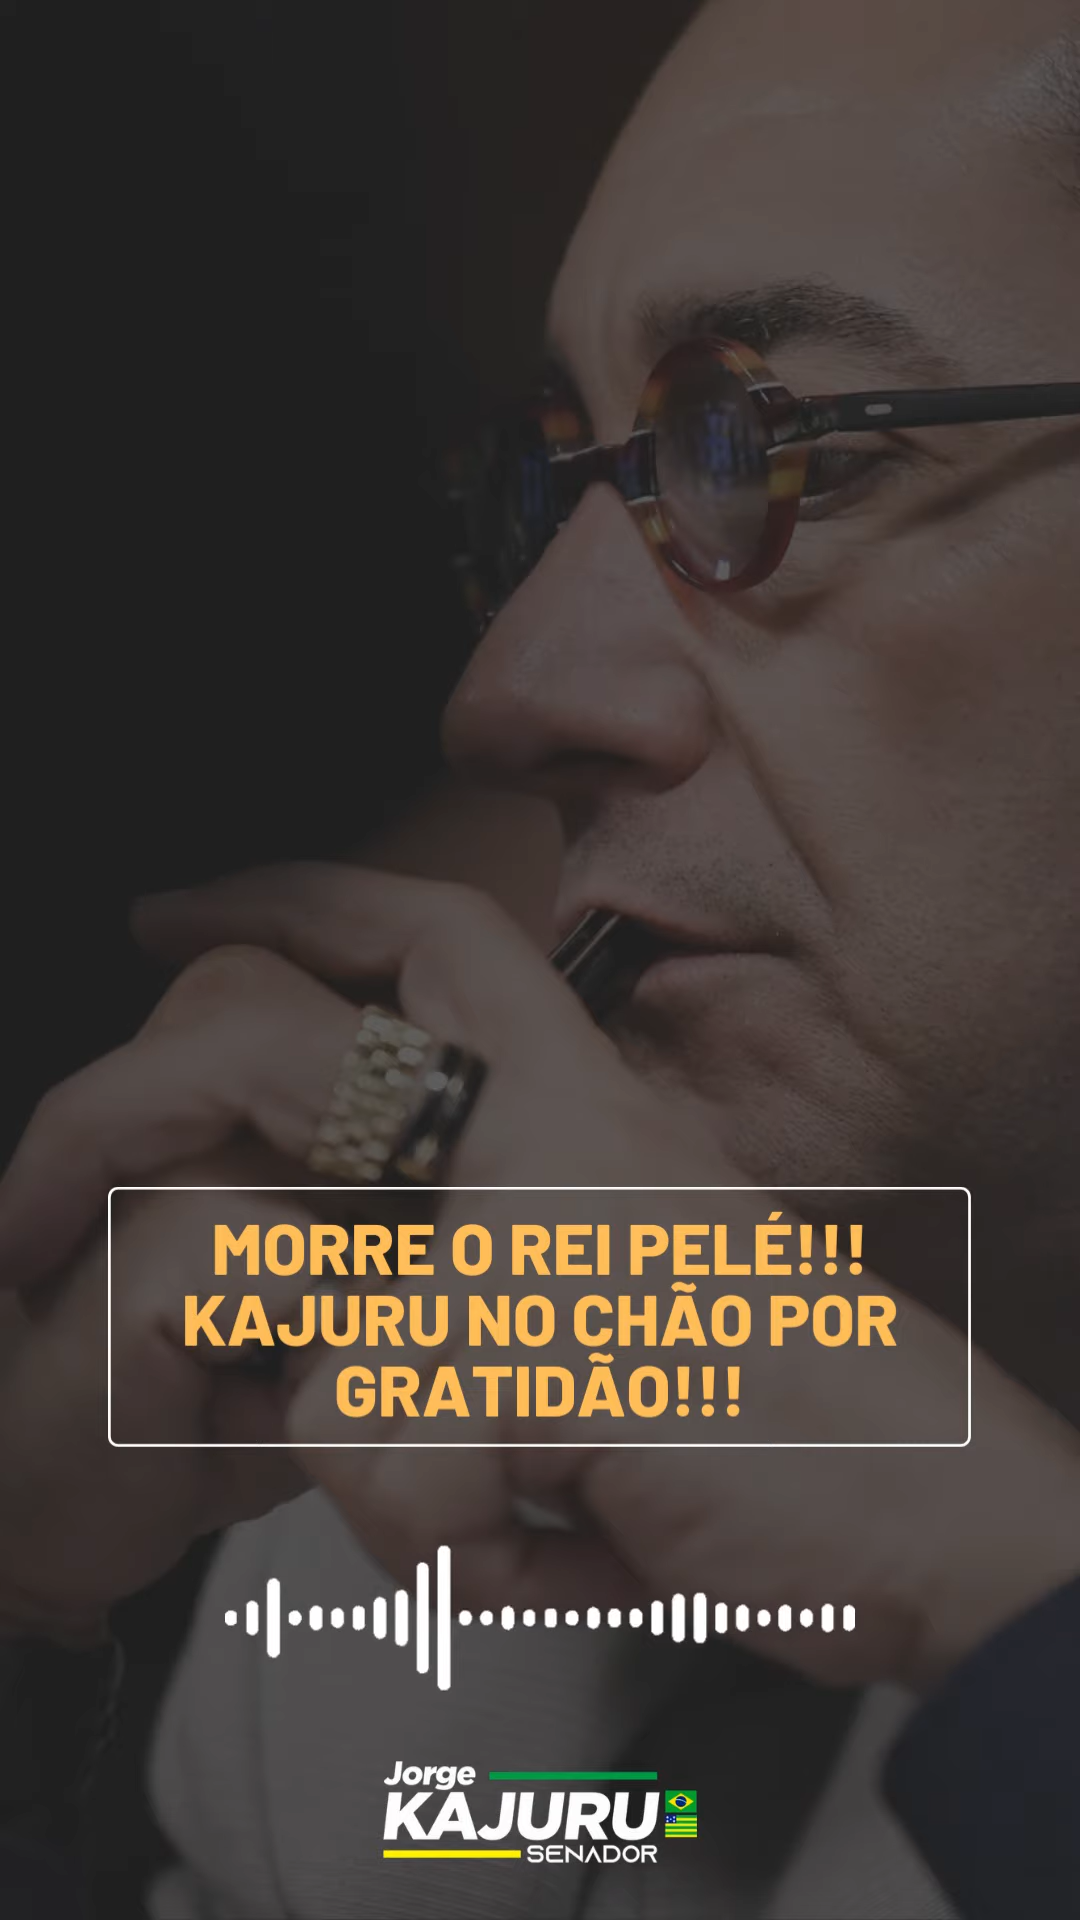 MORRE O REI PELÉ!!!
KAJURU NO CHÃO POR
GRATIDÃO!!!
Jorge
KAJURU
SENADOR